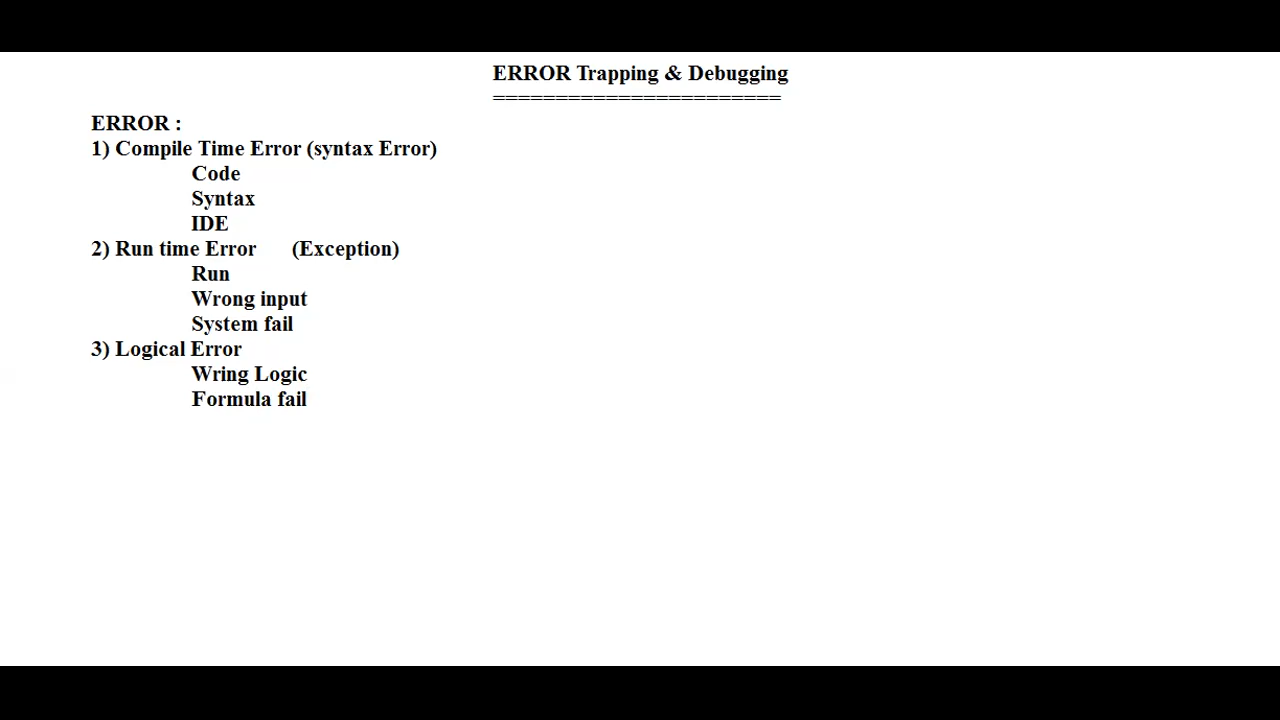 ERROR Trapping & Debugging
=======================
ERROR :
1) Compile Time Error (syntax Error)
Code
Syntax
IDE
2) Run time Error (Exception)
Run
Wrong input
System fail
3) Logical Error
Wring Logic
Formula fail